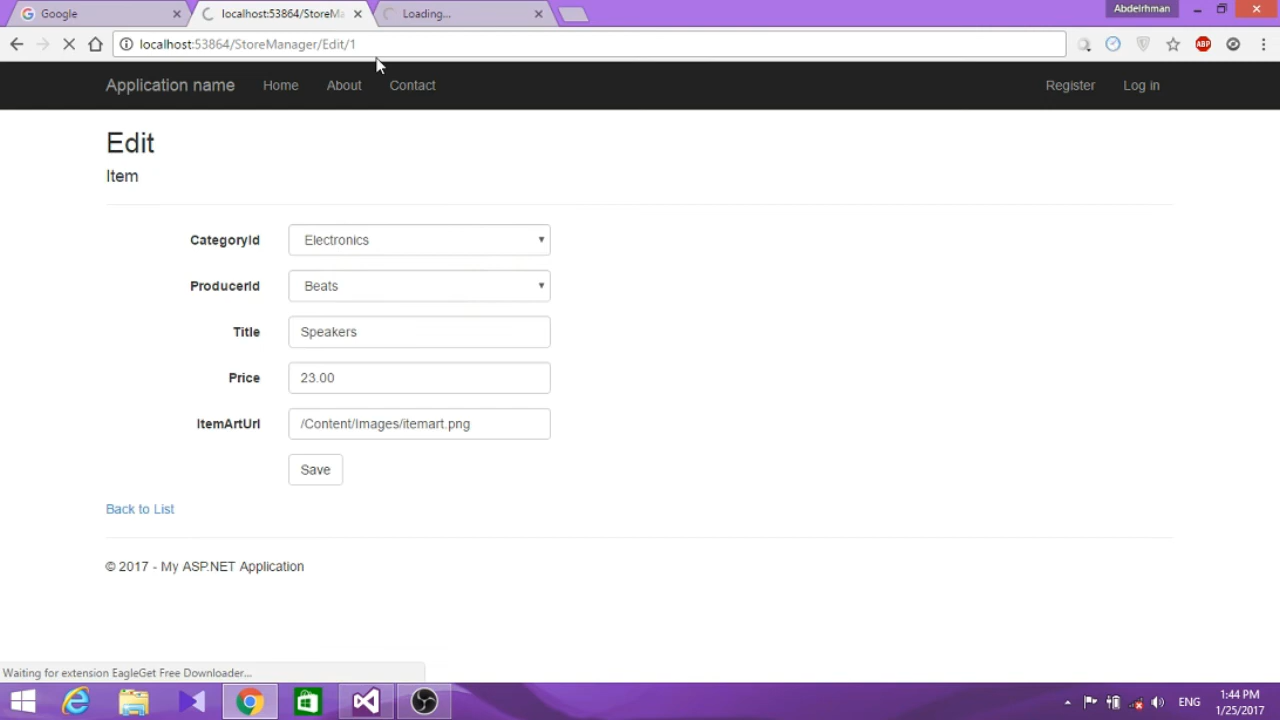 Google
localhost:53864/StoreMa
Loading...
Abdelrhman
localhost:53864/StoreManager/Edit/1
ABP
Application name
Home
About
Contact
Register
Log in
Edit
Item
CategoryId
Electronics
ProducerId
Beats
Title
Speakers
Price
23.00
ItemArtUrl
/Content/Images/itemart.png
Save
Back to List
© 2017 - My ASP.NET Application
Waiting for extension EagleGet Free Downloader...
ENG
1:44 PM
1/25/2017